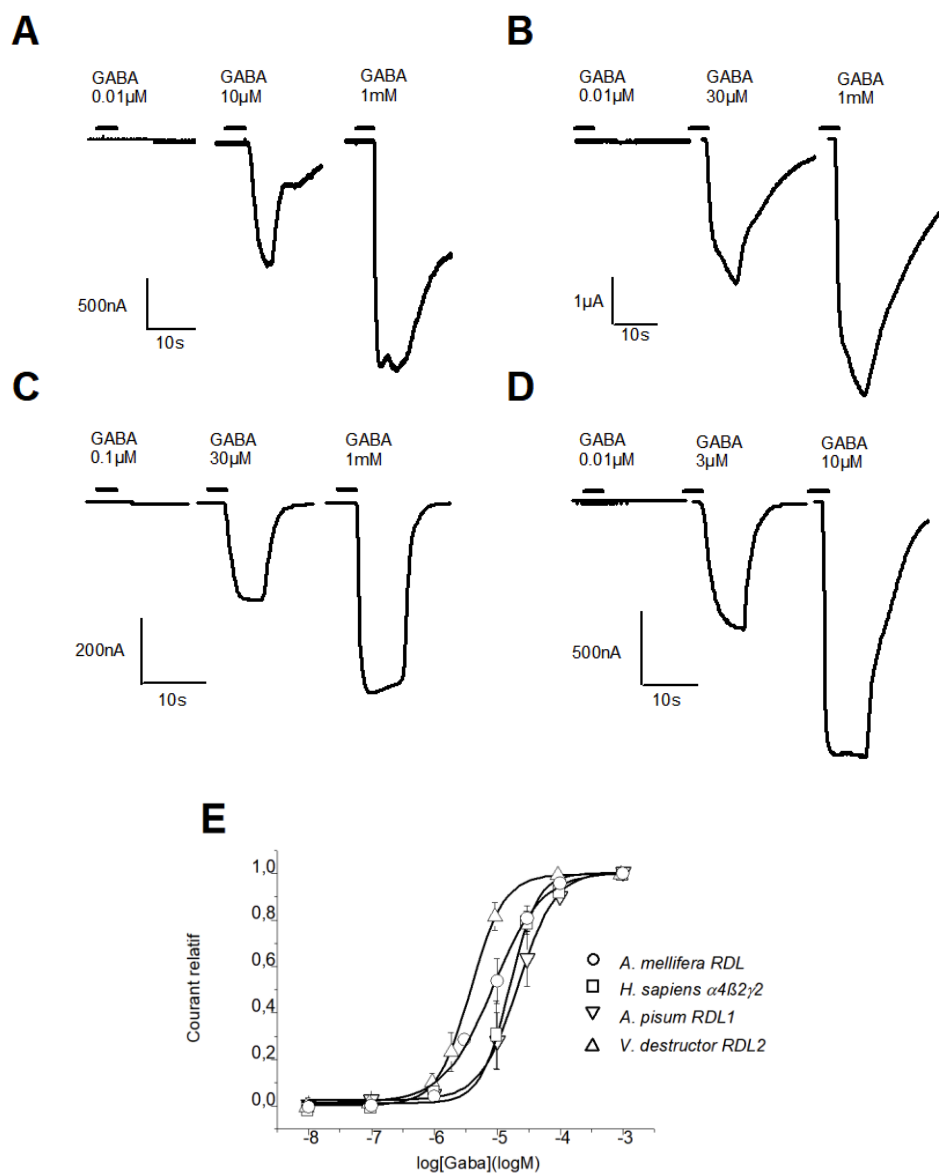 A
B
GABA
0.01µM
GABA
10µM
GABA
1mM
GABA
0.01µM
GABA
30µM
GABA
1mM
500nA
10s
1µA
10s
C
D
GABA
0.1µM
GABA
30µM
GABA
1mM
GABA
0.01µM
GABA
3µM
GABA
10µM
200nA
10s
500nA
10s
E
1,0
0,8
0,6
0,4
0,2
0,0
Courant relatif
A. mellifera RDL
H. sapiens α4ß2γ2
A. pisum RDL1
V. destructor RDL2
-8 -7 -6 -5 -4 -3
log[Gaba](logM)